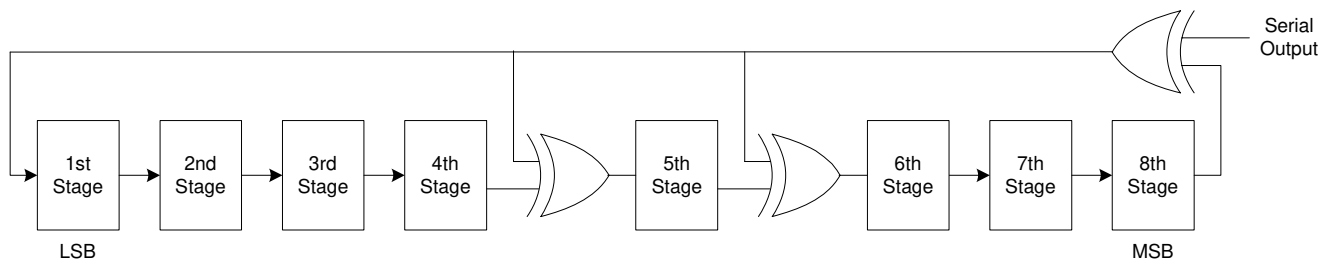 Serial
Output
1st
Stage
2nd
Stage
3rd
Stage
4th
Stage
5th
Stage
6th
Stage
7th
Stage
8th
Stage
LSB
MSB